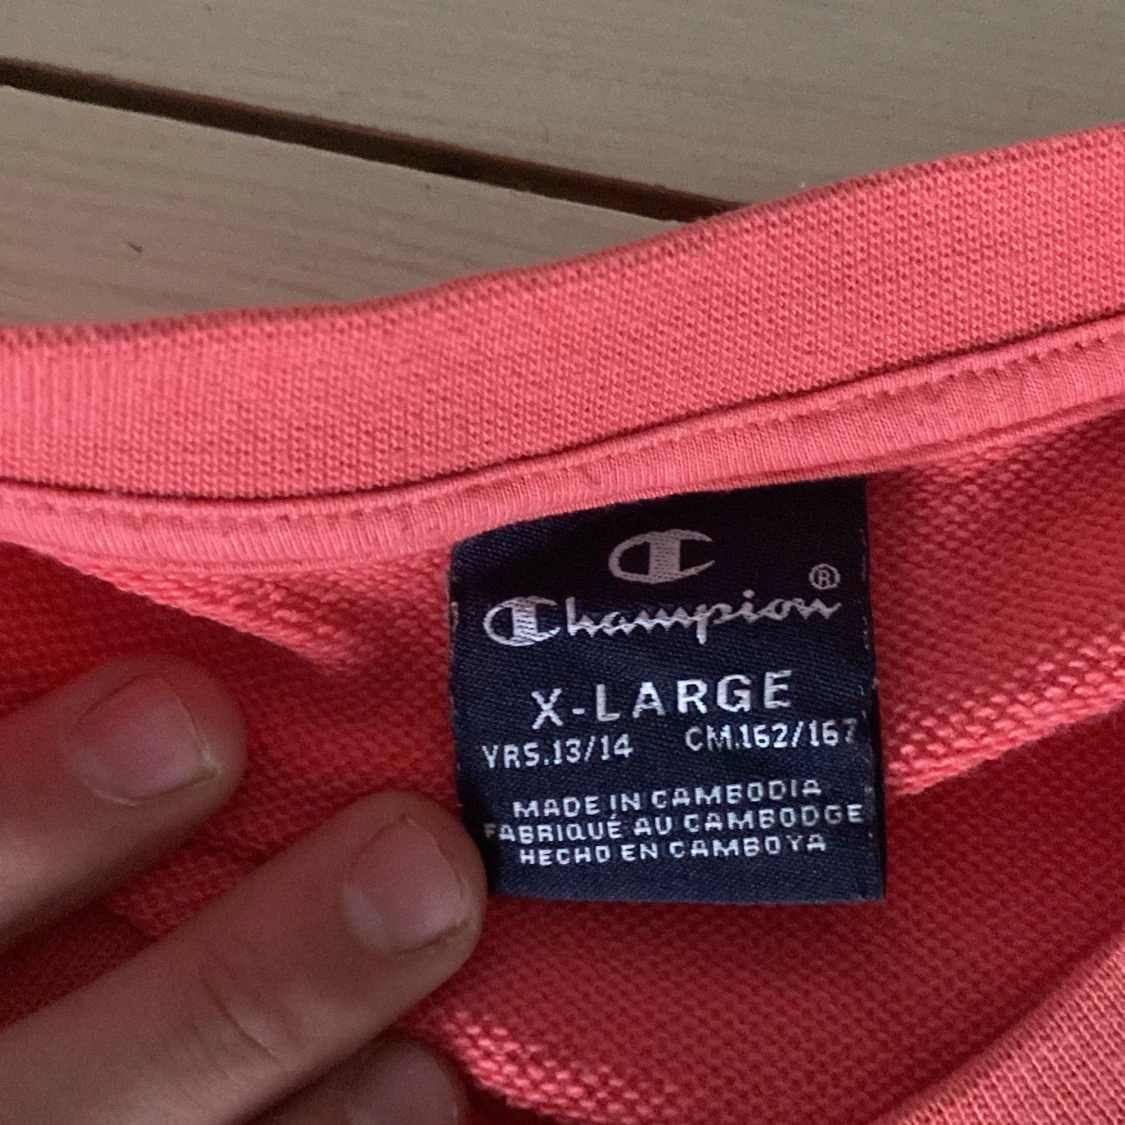 Champion®
X-LARGE
YRS.13/14 CM.162/167
MADE IN CAMBODIA
FABRIQUÉ AU CAMBODGE
HECHO EN CAMBOYA